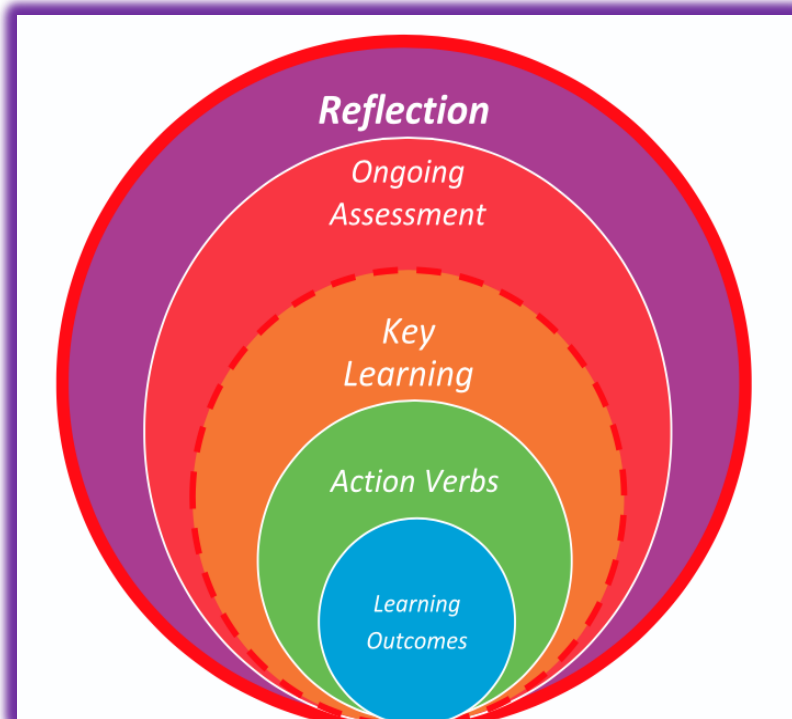 Reflection
Ongoing
Assessment
Key
Learning
Action Verbs
Learning
Outcomes